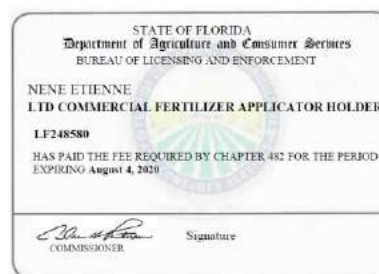 STATE OF FLORIDA
Department of Agriculture and Consumer Services
BUREAU OF LICENSING AND ENFORCEMENT
NENE ETIENNE
LTD COMMERCIAL FERTILIZER APPLICATOR HOLDER
LF248580
HAS PAID THE FEE REQUIRED BY CHAPTER 482 FOR THE PERIOD
EXPIRING August 4, 2020
Signature
COMMISSIONER